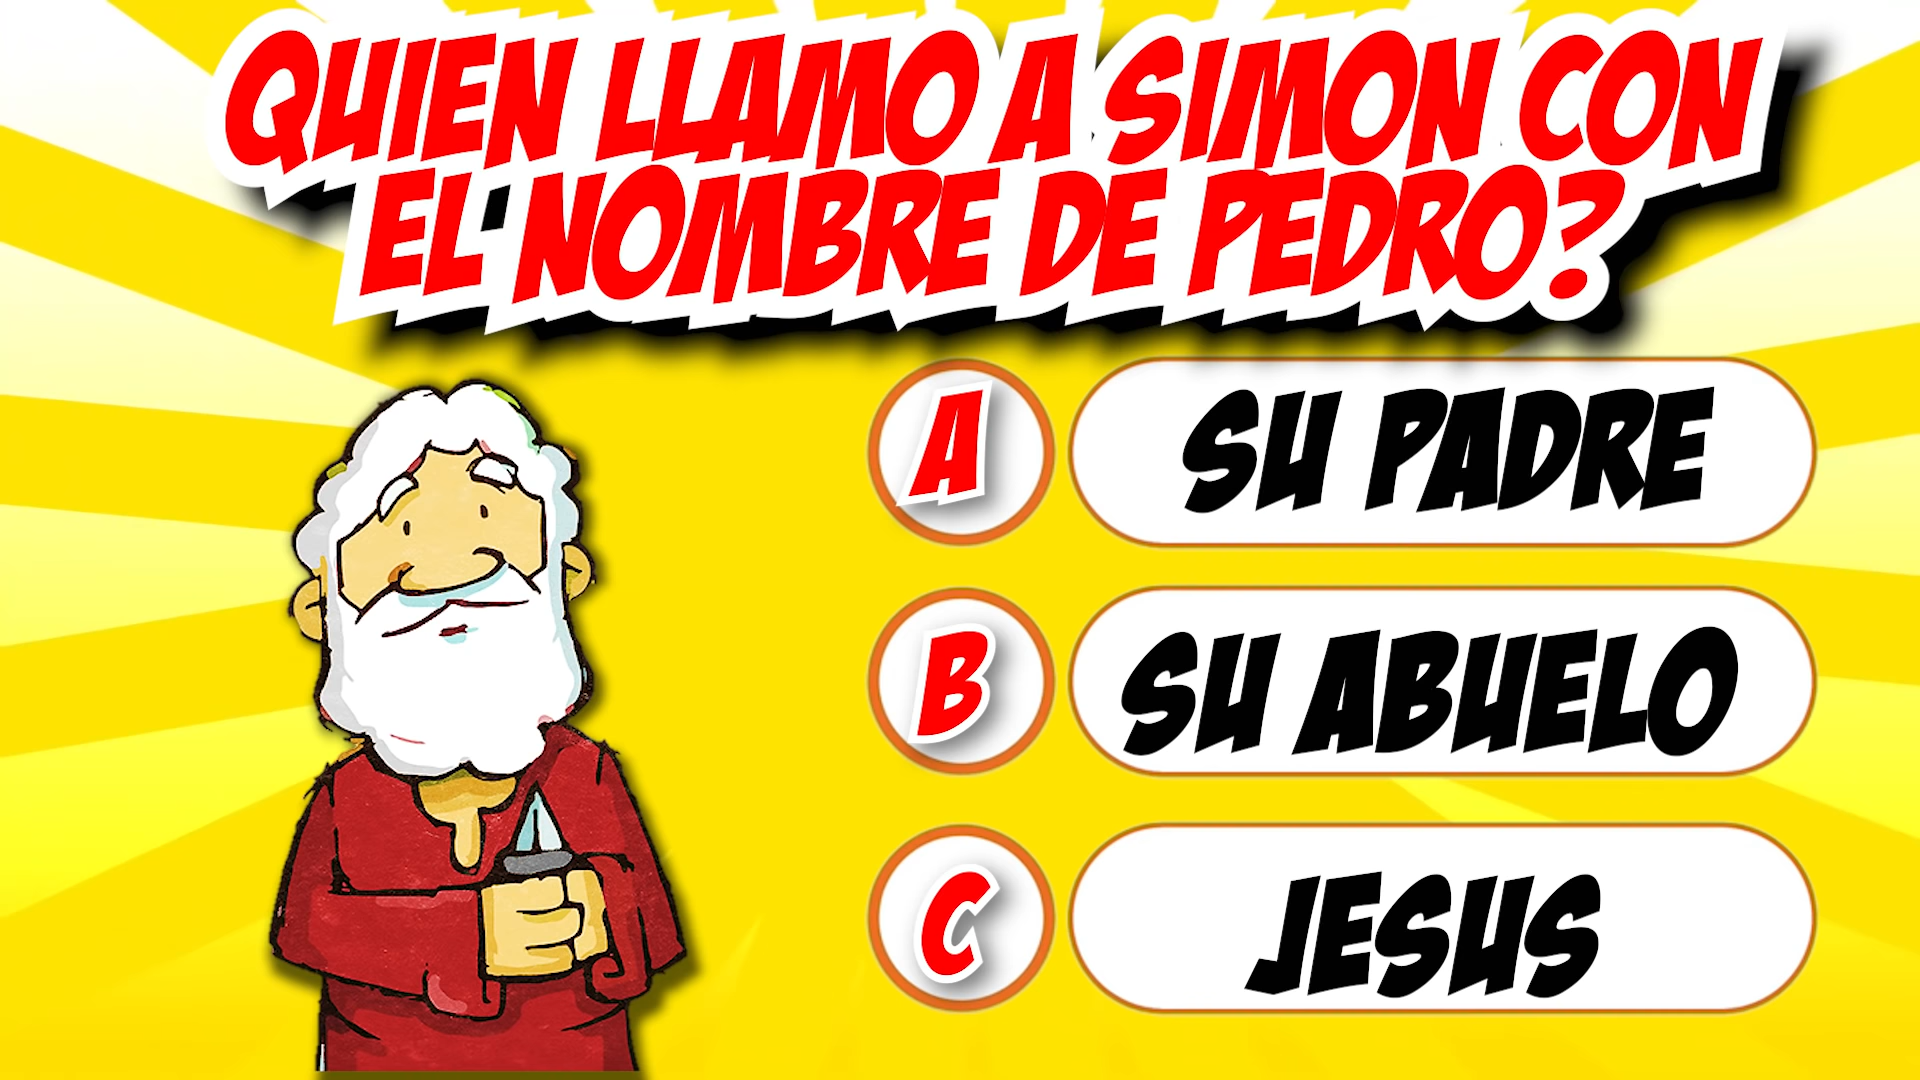 QUIEN LLAMO A SIMON CON
EL NOMBRE DE PEDRO?
A SU PADRE
B SU ABUELO
C JESUS